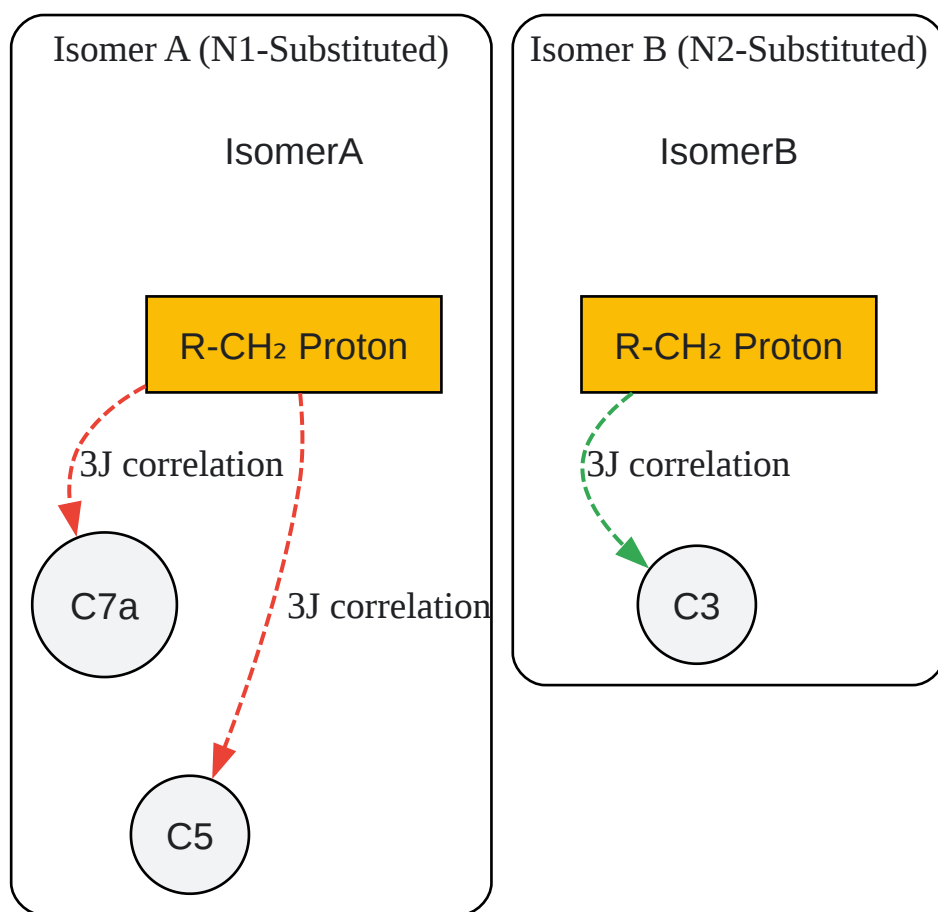 Isomer A (N1-Substituted)
IsomerA
R-CH₂ Proton
3J correlation
C7a
3J correlation
C5
Isomer B (N2-Substituted)
IsomerB
R-CH₂ Proton
3J correlation
C3